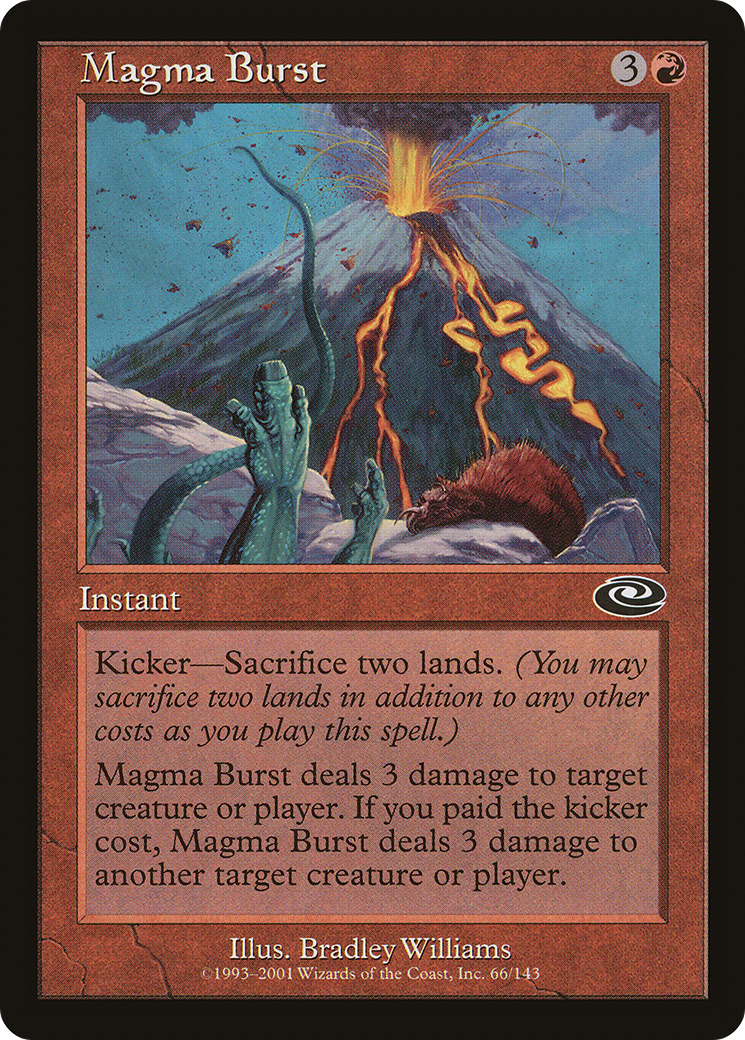 Magma Burst
3
Instant
Kicker—Sacrifice two lands. (You may
sacrifice two lands in addition to any other
costs as you play this spell.)
Magma Burst deals 3 damage to target
creature or player. If you paid the kicker
cost, Magma Burst deals 3 damage to
another target creature or player.
Illus. Bradley Williams
©1993–2001 Wizards of the Coast, Inc. 66/143